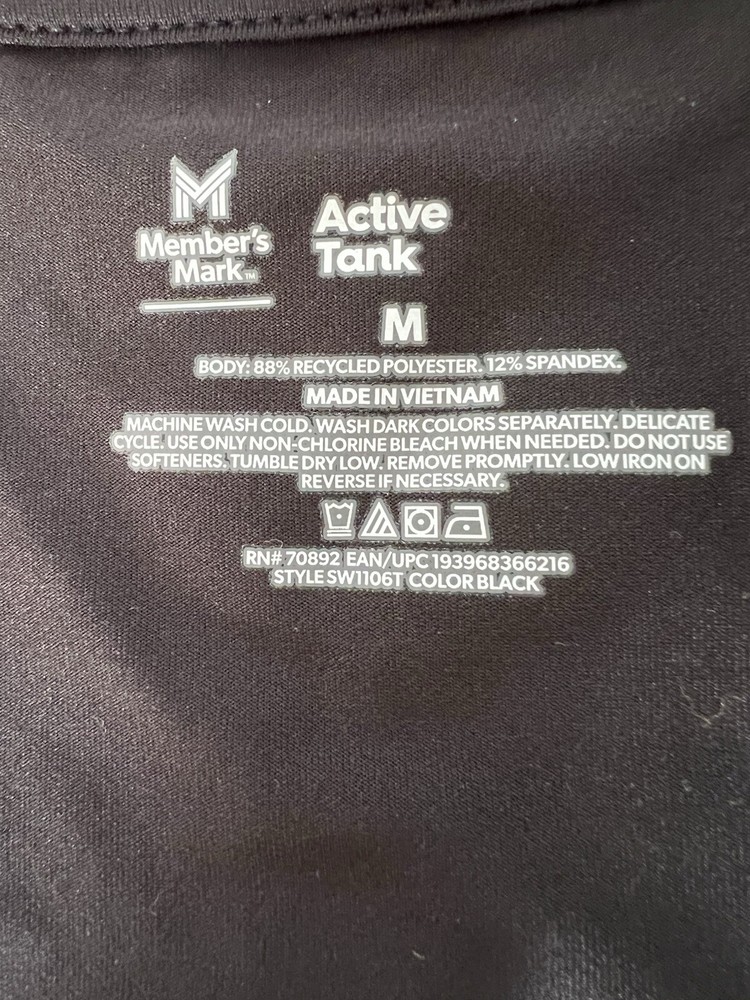 Member's
Mark™
Active
Tank
M
BODY: 88% RECYCLED POLYESTER. 12% SPANDEX.
MADE IN VIETNAM
MACHINE WASH COLD. WASH DARK COLORS SEPARATELY. DELICATE
CYCLE. USE ONLY NON-CHLORINE BLEACH WHEN NEEDED. DO NOT USE
SOFTENERS. TUMBLE DRY LOW. REMOVE PROMPTLY. LOW IRON ON
REVERSE IF NECESSARY.
RN# 70892 EAN/UPC 193968366216
STYLE SW1106T COLOR BLACK